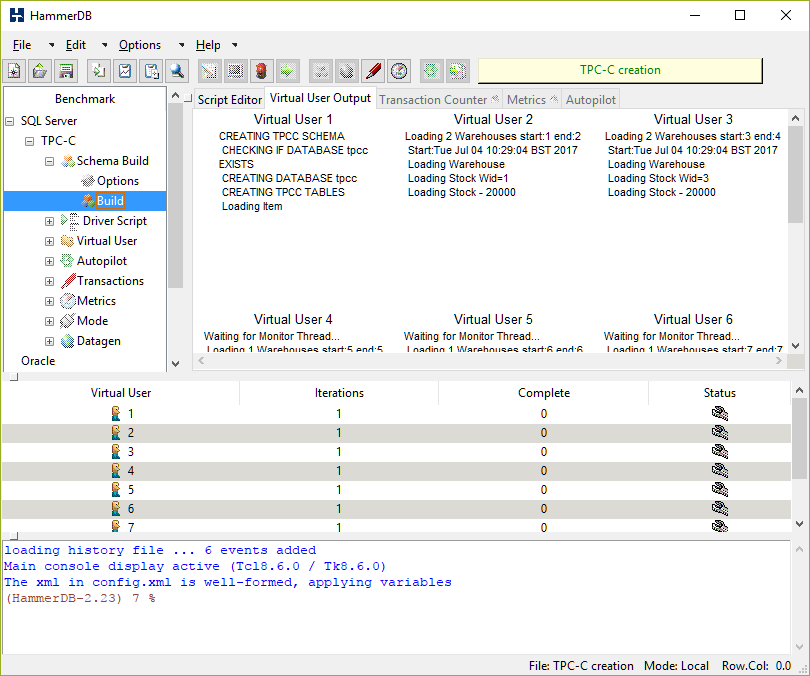 HammerDB
File Edit Options Help
TPC-C creation
Benchmark
SQL Server
TPC-C
Schema Build
Options
Build
Driver Script
Virtual User
Autopilot
Transactions
Metrics
Mode
Datagen
Oracle
Script Editor Virtual User Output Transaction Counter Metrics Autopilot
Virtual User 1
CREATING TPCC SCHEMA
CHECKING IF DATABASE tpcc
EXISTS
CREATING DATABASE tpcc
CREATING TPCC TABLES
Loading Item
Virtual User 2
Loading 2 Warehouses start:1 end:2
Start:Tue Jul 04 10:29:04 BST 2017
Loading Warehouse
Loading Stock Wid=1
Loading Stock - 20000
Virtual User 3
Loading 2 Warehouses start:3 end:4
Start:Tue Jul 04 10:29:04 BST 2017
Loading Warehouse
Loading Stock Wid=3
Loading Stock - 20000
Virtual User 4
Waiting for Monitor Thread...
Loading 1 Warehouses start:5 end:5
Virtual User 5
Waiting for Monitor Thread...
Loading 1 Warehouses start:6 end:6
Virtual User 6
Waiting for Monitor Thread...
Loading 1 Warehouses start:7 end:7
Virtual User Iterations Complete Status
1 1 0
2 1 0
3 1 0
4 1 0
5 1 0
6 1 0
7 1 0
loading history file ... 6 events added
Main console display active (Tcl8.6.0 / Tk8.6.0)
The xml in config.xml is well-formed, applying variables
(HammerDB-2.23) 7 %
File: TPC-C creation Mode: Local Row.Col: 0.0